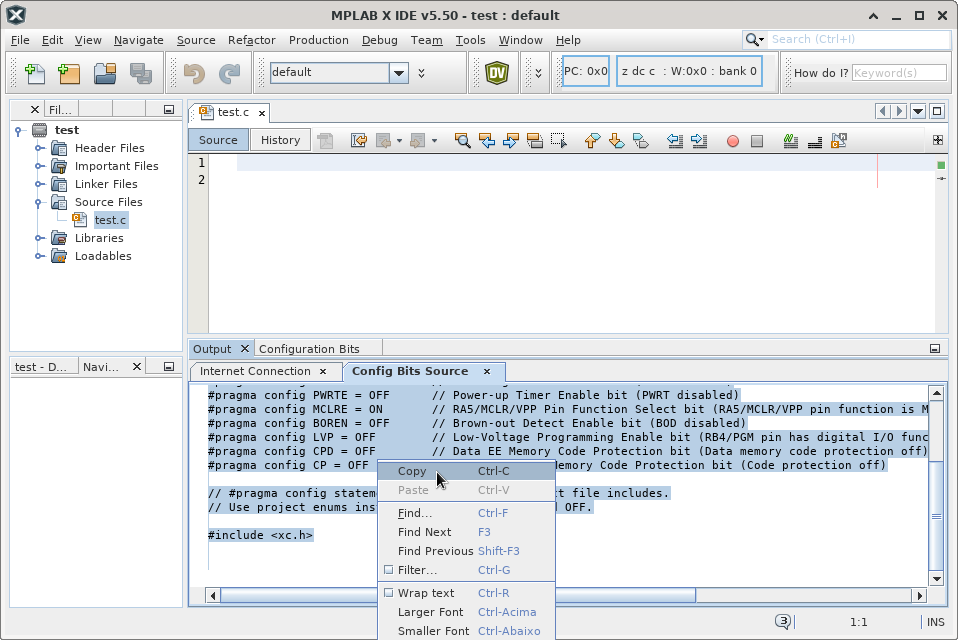 MPLAB X IDE v5.50 - test : default
File Edit View Navigate Source Refactor Production Debug Team Tools Window Help
Search (Ctrl+I)
default
DV
PC: 0x0
z dc c : W:0x0 : bank 0
How do I?
Keyword(s)
Fil...
test
Header Files
Important Files
Linker Files
Source Files
test.c
Libraries
Loadables
test - D...
Navi...
test.c
Source
History
1
2
Output
Configuration Bits
Internet Connection
Config Bits Source
#pragma config PWRTE = OFF // Power-up Timer Enable bit (PWRT disabled)
#pragma config MCLRE = ON // RA5/MCLR/VPP Pin Function Select bit (RA5/MCLR/VPP pin function is M
#pragma config BOREN = OFF // Brown-out Detect Enable bit (BOD disabled)
#pragma config LVP = OFF // Low-Voltage Programming Enable bit (RB4/PGM pin has digital I/O func
#pragma config CPD = OFF // Data EE Memory Code Protection bit (Data memory code protection off)
#pragma config CP = OFF Memory Code Protection bit (Code protection off)
// #pragma config statem t file includes.
// Use project enums ins OFF.
#include <xc.h>
Copy Ctrl-C
Paste Ctrl-V
Find... Ctrl-F
Find Next F3
Find Previous Shift-F3
Filter... Ctrl-G
Wrap text Ctrl-R
Larger Font Ctrl-Acima
Smaller Font Ctrl-Abaixo
3
1:1
INS